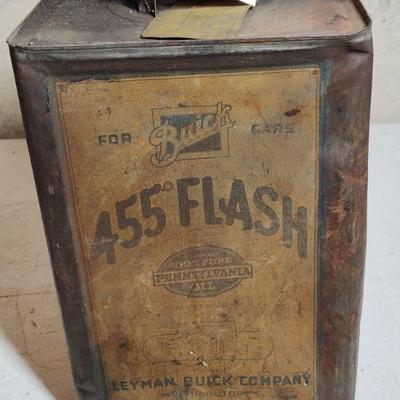 FOR Buick CARS
455° FLASH
100% PURE
PENNSYLVANIA
OIL
LEYMAN BUICK COMPANY
DISTRIBUTOR